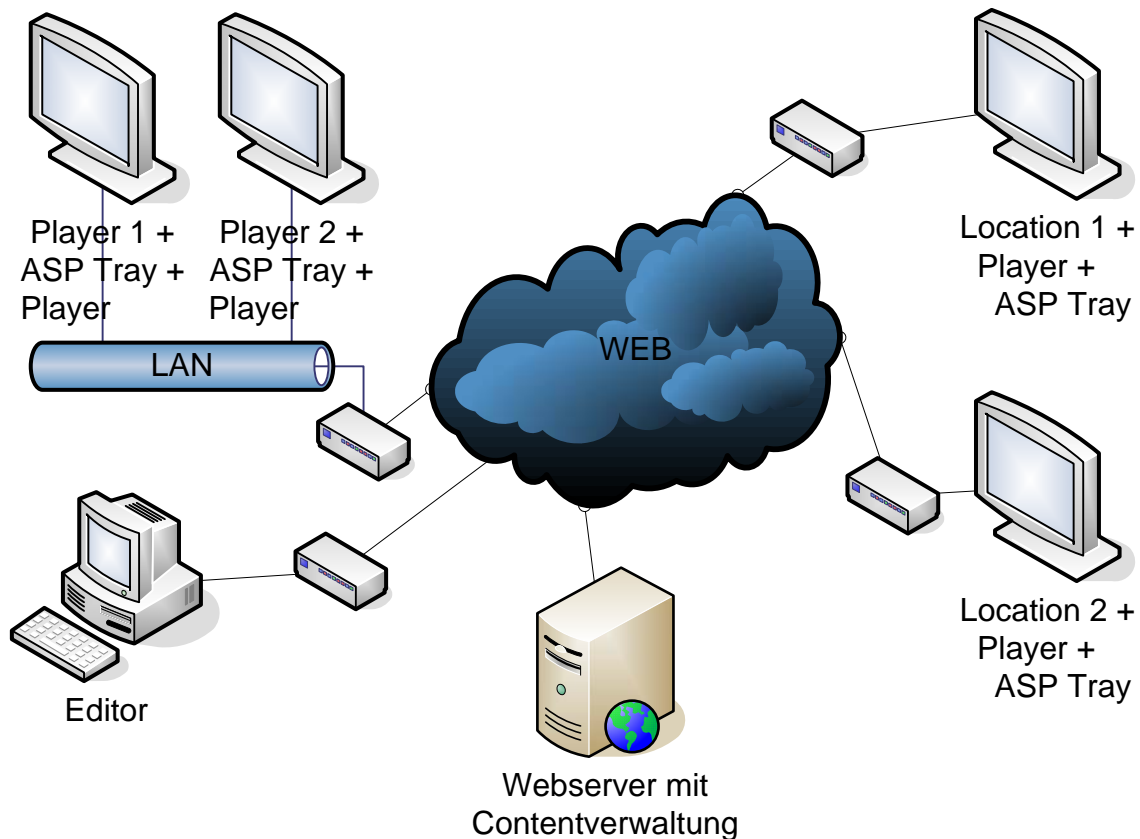 Player 1 +
ASP Tray +
Player
Player 2 +
ASP Tray +
Player
LAN
WEB
Location 1 +
Player +
ASP Tray
Location 2 +
Player +
ASP Tray
Editor
Webserver mit
Contentverwaltung